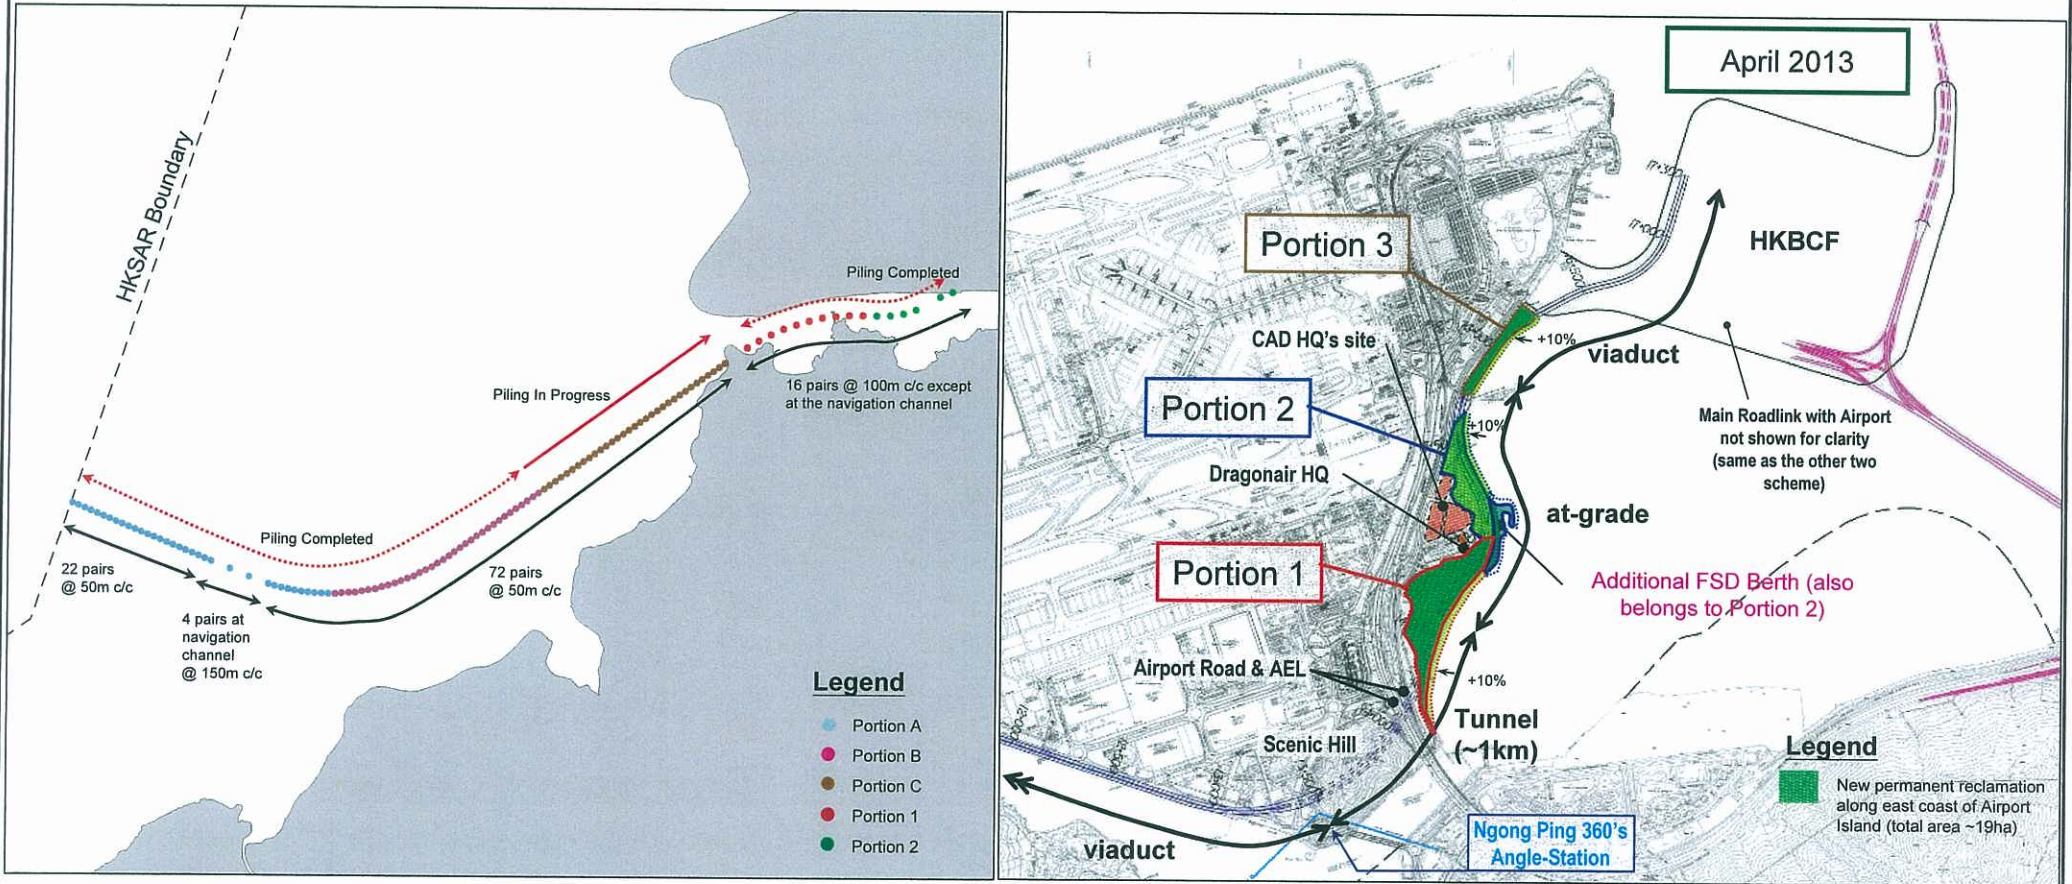 HKSAR Boundary
Piling Completed
Piling In Progress
16 pairs @ 100m c/c except
at the navigation channel
Piling Completed
22 pairs
@ 50m c/c
72 pairs
@ 50m c/c
4 pairs at
navigation
channel
@ 150m c/c
Legend
Portion A
Portion B
Portion C
Portion 1
Portion 2
April 2013
17+300
17+000
Portion 3
HKBCF
CAD HQ's site
+10%
viaduct
Portion 2
+10%
Main Roadlink with Airport
not shown for clarity
(same as the other two
scheme)
Dragonair HQ
at-grade
Portion 1
Additional FSD Berth (also
belongs to Portion 2)
Airport Road & AEL
+10%
Tunnel
(~1km)
Scenic Hill
Legend
New permanent reclamation
along east coast of Airport
Island (total area ~19ha)
Ngong Ping 360's
Angle-Station
viaduct